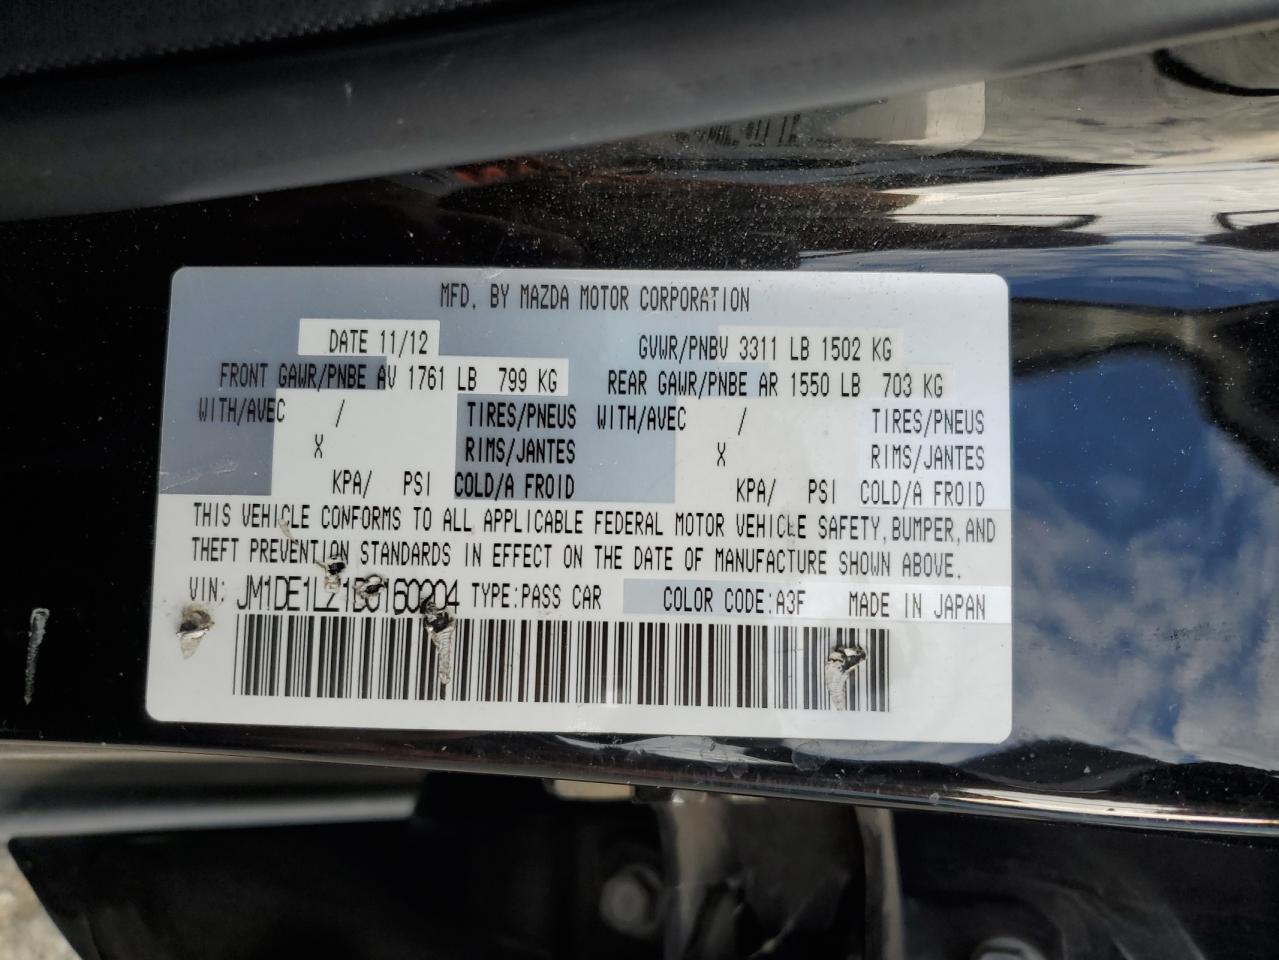 MFD. BY MAZDA MOTOR CORPORATION
DATE 11/12 GVWR/PNBV 3311 LB 1502 KG
FRONT GAWR/PNBE AV 1761 LB 799 KG REAR GAWR/PNBE AR 1550 LB 703 KG
WITH/AVEC / TIRES/PNEUS WITH/AVEC / TIRES/PNEUS
X RIMS/JANTES X RIMS/JANTES
KPA/ PSI COLD/A FROID KPA/ PSI COLD/A FROID
THIS VEHICLE CONFORMS TO ALL APPLICABLE FEDERAL MOTOR VEHICLE SAFETY, BUMPER, AND
THEFT PREVENTION STANDARDS IN EFFECT ON THE DATE OF MANUFACTURE SHOWN ABOVE.
VIN: JM1DE1LZ1D0160204 TYPE: PASS CAR COLOR CODE: A3F MADE IN JAPAN